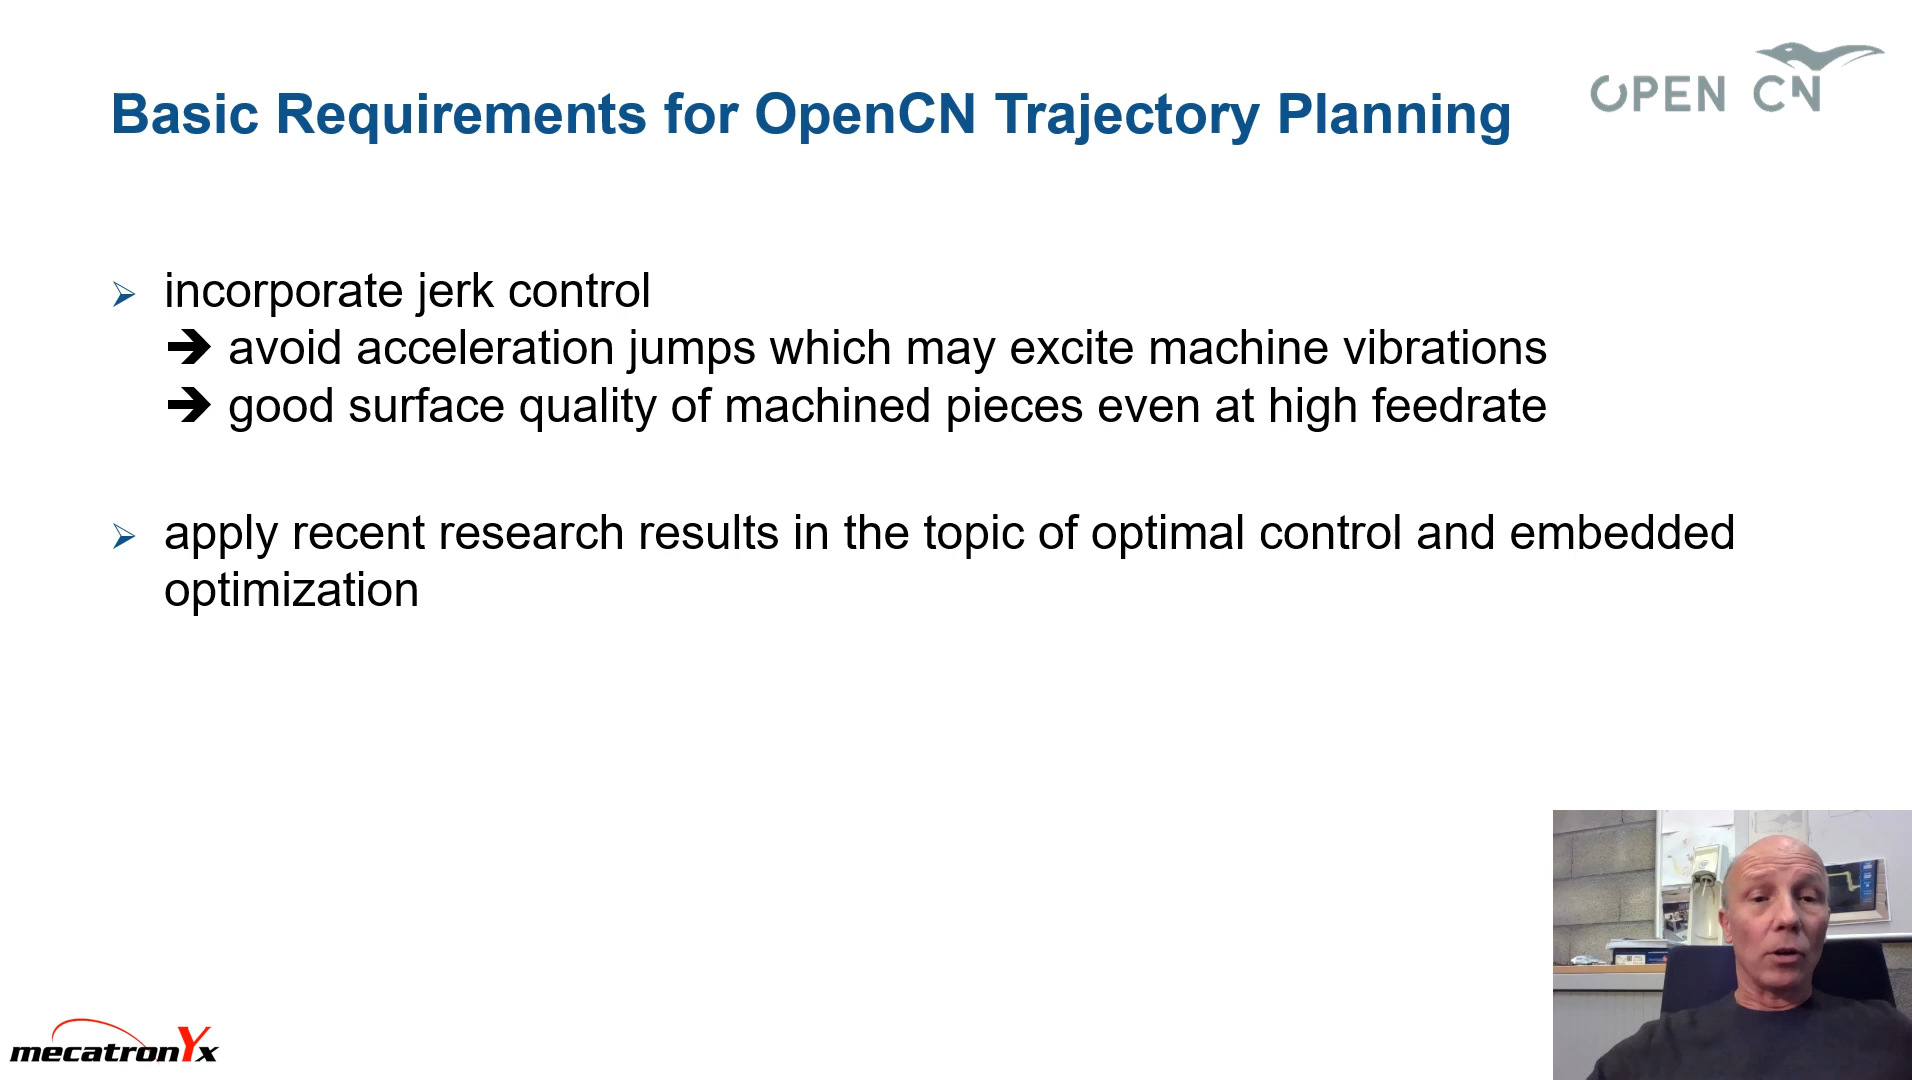 OPEN CN
Basic Requirements for OpenCN Trajectory Planning
incorporate jerk control
avoid acceleration jumps which may excite machine vibrations
good surface quality of machined pieces even at high feedrate
apply recent research results in the topic of optimal control and embedded
optimization
mecatronYx